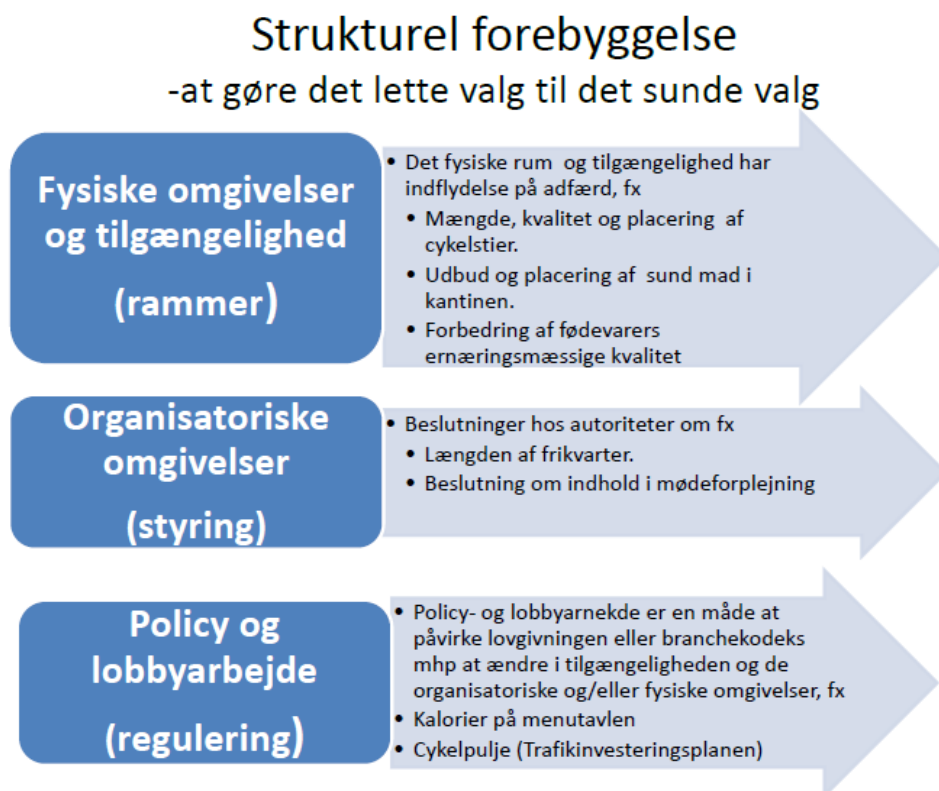 Strukturel forebyggelse
-at gøre det lette valg til det sunde valg
Fysiske omgivelser
og tilgængelighed
(rammer)
• Det fysiske rum og tilgængelighed har
indflydelse på adfærd, fx
• Mængde, kvalitet og placering af
cykelstier.
• Udbud og placering af sund mad i
kantinen.
• Forbedring af fødevarers
ernæringsmæssige kvalitet
Organisatoriske
omgivelser
(styring)
• Beslutninger hos autoriteter om fx
• Længden af frikvarter.
• Beslutning om indhold i mødeforplejning
Policy og
lobbyarbejde
(regulering)
• Policy- og lobbyarnekde er en måde at
påvirke lovgivningen eller branchekodeks
mhp at ændre i tilgængeligheden og de
organisatoriske og/eller fysiske omgivelser, fx
• Kalorier på menutavlen
• Cykelpulje (Trafikinvesteringsplanen)